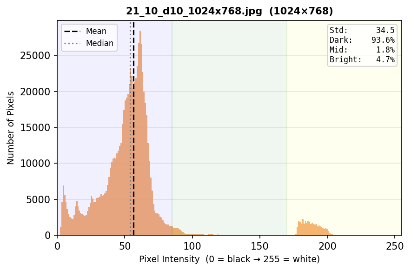 21_10_d10_1024x768.jpg (1024×768)
Mean
Median
Std: 34.5
Dark: 93.6%
Mid: 1.8%
Bright: 4.7%
Number of Pixels
25000
20000
15000
10000
5000
0
0 50 100 150 200 250
Pixel Intensity (0 = black → 255 = white)